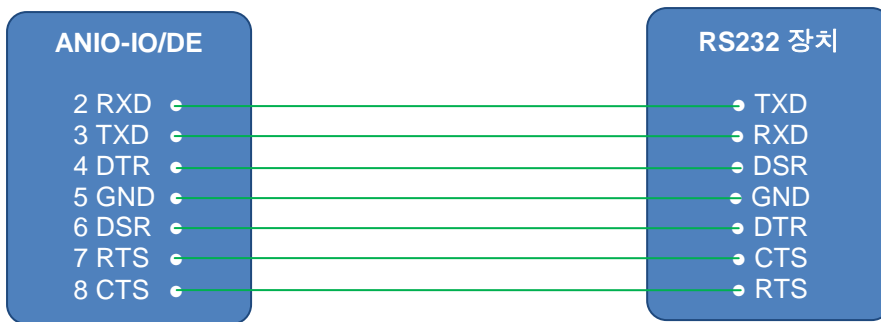 ANIO-IO/DE
2 RXD
3 TXD
4 DTR
5 GND
6 DSR
7 RTS
8 CTS
RS232 장치
TXD
RXD
DSR
GND
DTR
CTS
RTS